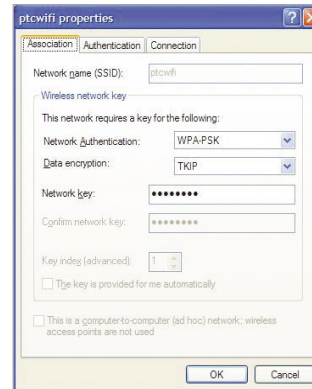 ptcwifi properties
Association Authentication Connection
Network name (SSID): ptcwifi
Wireless network key
This network requires a key for the following:
Network Authentication: WPA-PSK
Data encryption: TKIP
Network key: ••••••••
Confirm network key: ••••••••
Key index (advanced): 1
The key is provided for me automatically
This is a computer-to-computer (ad hoc) network; wireless
access points are not used
OK Cancel